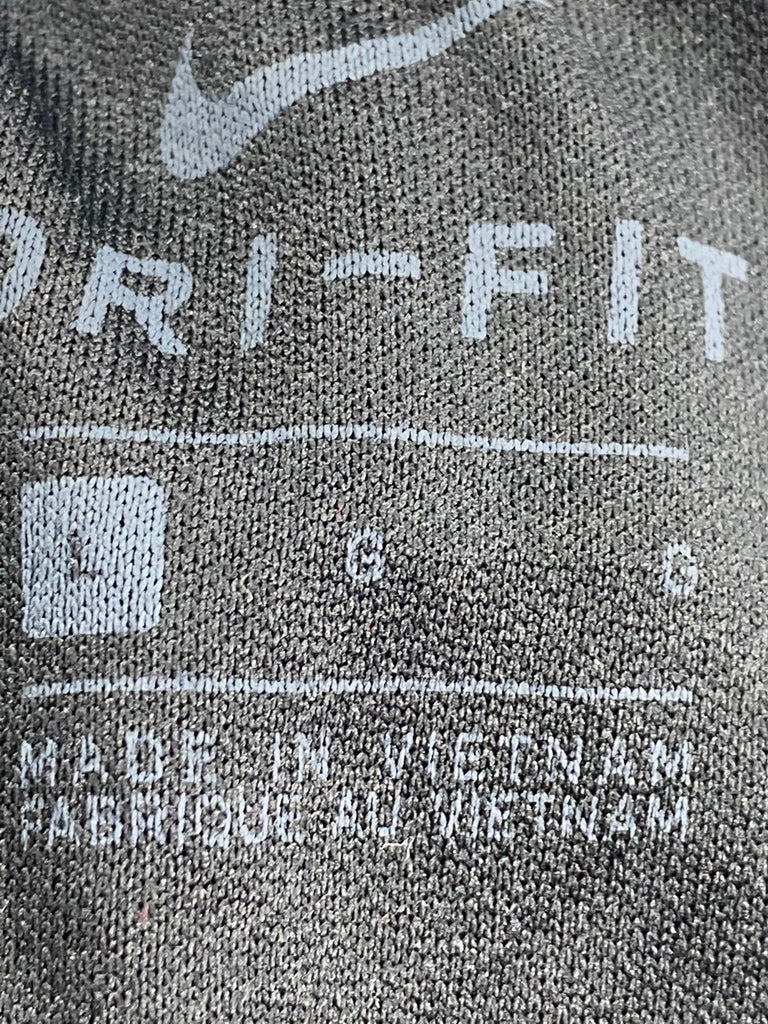 DRI-FIT
L G G
MADE IN VIETNAM
FABRIQUE AU VIETNAM